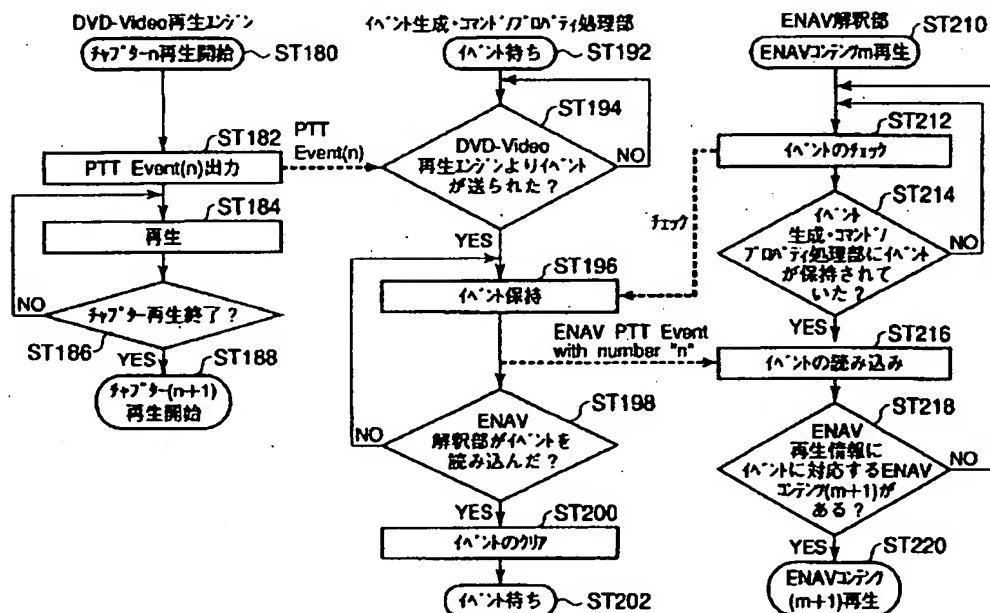 DVD-Video再生エンジン
チャプターn再生開始
ST180
ST182
PTT Event(n)出力
ST184
再生
NO
チャプター再生終了？
ST186
YES
ST188
チャプター(n+1)
再生開始
イベント生成・コマンド/プロパティ処理部
イベント待ち
ST192
PTT
Event(n)
ST194
DVD-Video
再生エンジンよりイベント
が送られた？
NO
YES
ST196
イベント保持
ENAV PTT Event
with number "n"
ST198
NO
ENAV
解釈部がイベントを
読み込んだ？
YES
ST200
イベントのクリア
イベント待ち
ST202
ENAV解釈部
ST210
ENAVコンテンツm再生
ST212
イベントのチェック
チェック
ST214
イベント
生成・コマンド/
プロパティ処理部にイベント
が保持されて
いた？
NO
YES
ST216
イベントの読み込み
ST218
ENAV
再生情報に
イベントに対応するENAV
コンテンツ(m+1)が
ある？
NO
YES
ST220
ENAVコンテンツ
(m+1)再生